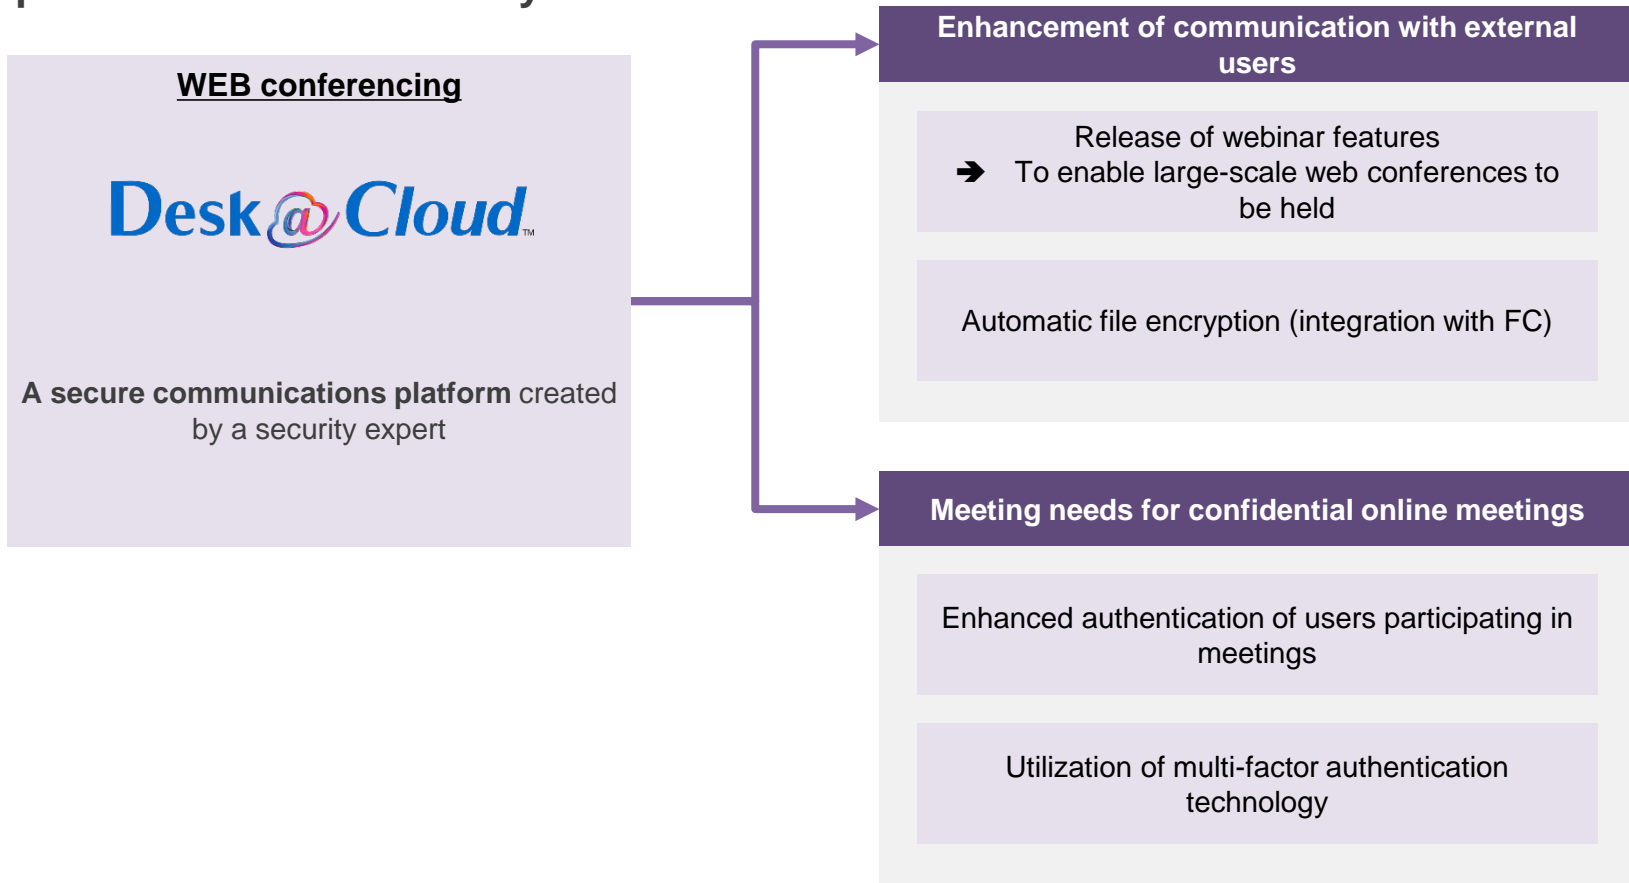 WEB conferencing
Desk@Cloud™
A secure communications platform created
by a security expert
Enhancement of communication with external
users
Release of webinar features
➔ To enable large-scale web conferences to
be held
Automatic file encryption (integration with FC)
Meeting needs for confidential online meetings
Enhanced authentication of users participating in
meetings
Utilization of multi-factor authentication
technology